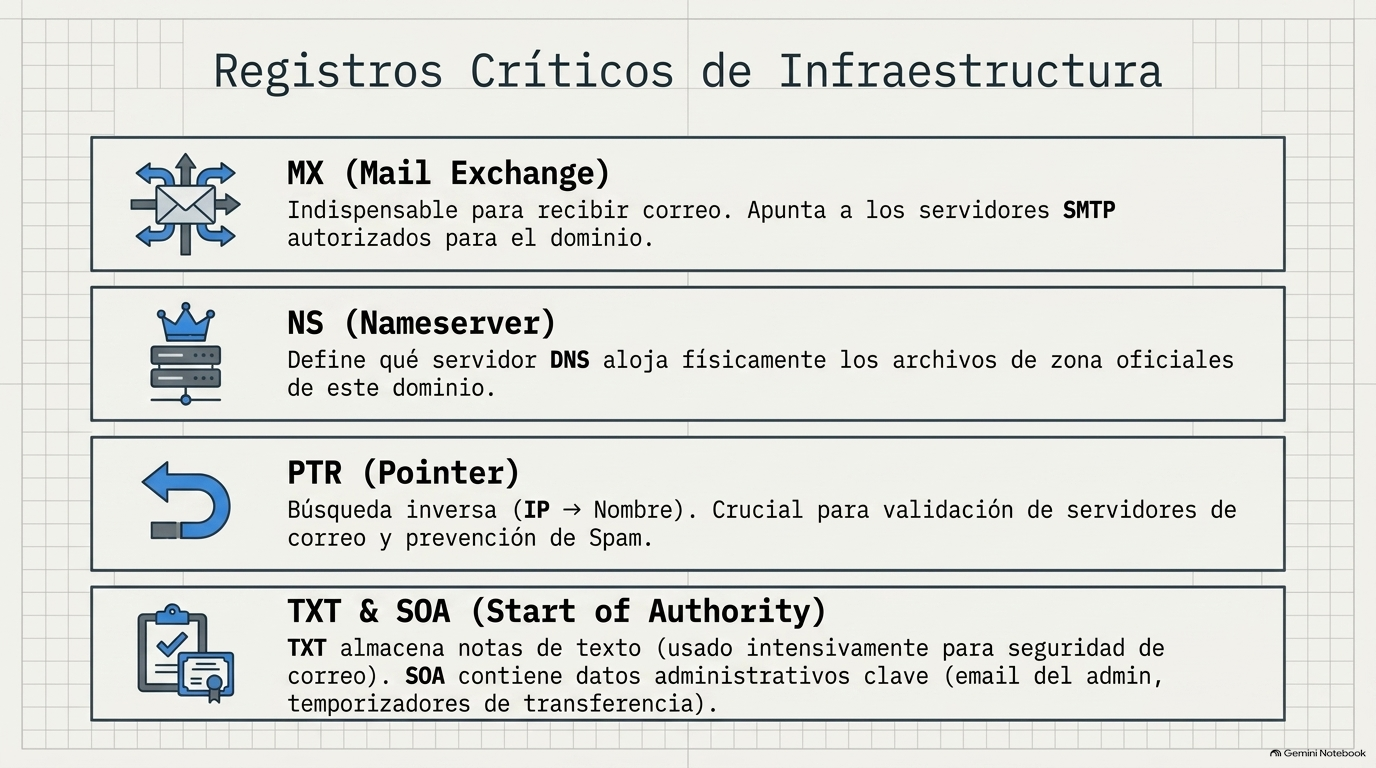 Registros Críticos de Infraestructura
MX (Mail Exchange)
Indispensable para recibir correo. Apunta a los servidores SMTP
autorizados para el dominio.
NS (Nameserver)
Define qué servidor DNS aloja físicamente los archivos de zona oficiales
de este dominio.
PTR (Pointer)
Búsqueda inversa (IP → Nombre). Crucial para validación de servidores de
correo y prevención de Spam.
TXT & SOA (Start of Authority)
TXT almacena notas de texto (usado intensivamente para seguridad de
correo). SOA contiene datos administrativos clave (email del admin,
temporizadores de transferencia).
Gemini Notebook